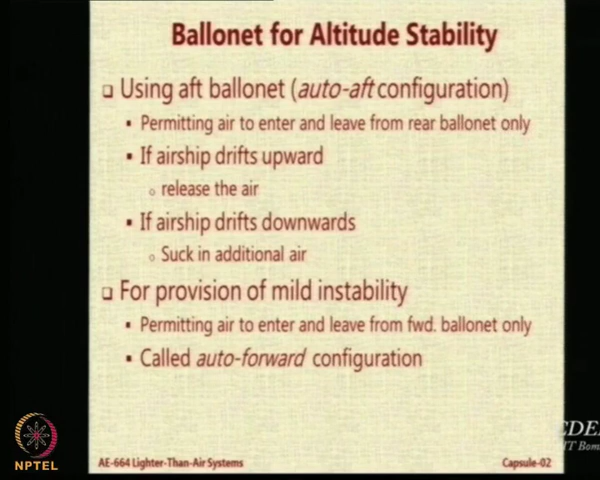 Ballonet for Altitude Stability
Using aft ballonet (auto-aft configuration)
Permitting air to enter and leave from rear ballonet only
If airship drifts upward
release the air
If airship drifts downwards
Suck in additional air
For provision of mild instability
Permitting air to enter and leave from fwd. ballonet only
Called auto-forward configuration
NPTEL
AE-664 Lighter-Than-Air Systems
Capsule-02